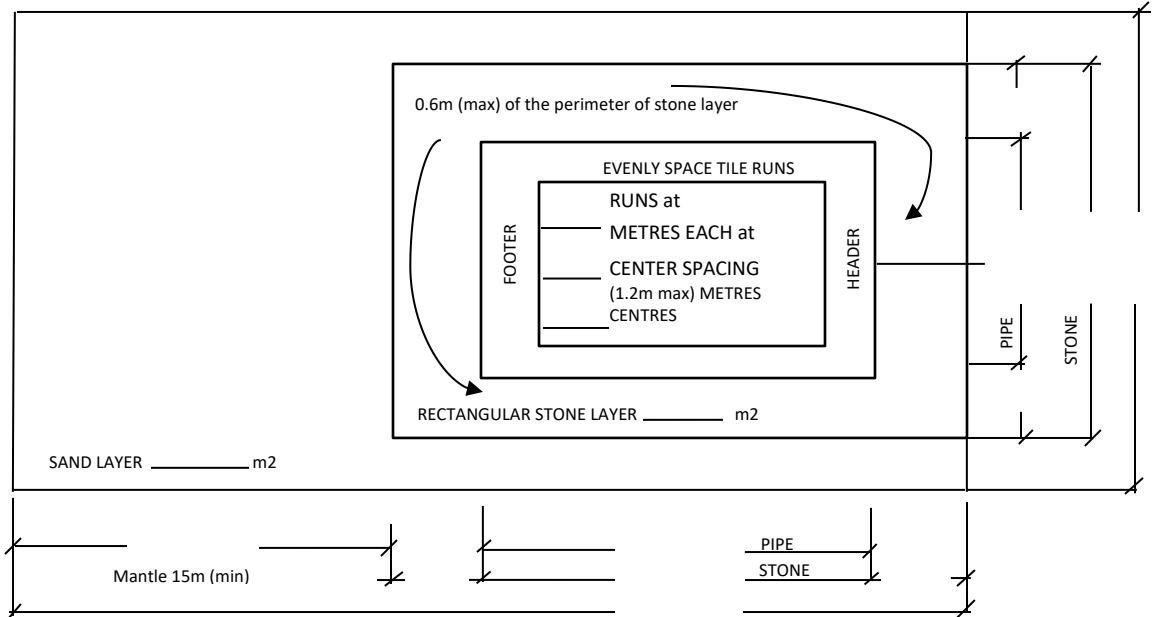 0.6m (max) of the perimeter of stone layer
EVENLY SPACE TILE RUNS
RUNS at
METRES EACH at
CENTER SPACING
(1.2m max) METRES
CENTRES
FOOTER
HEADER
PIPE
STONE
RECTANGULAR STONE LAYER ________ m2
SAND LAYER ________ m2
PIPE
Mantle 15m (min)
STONE